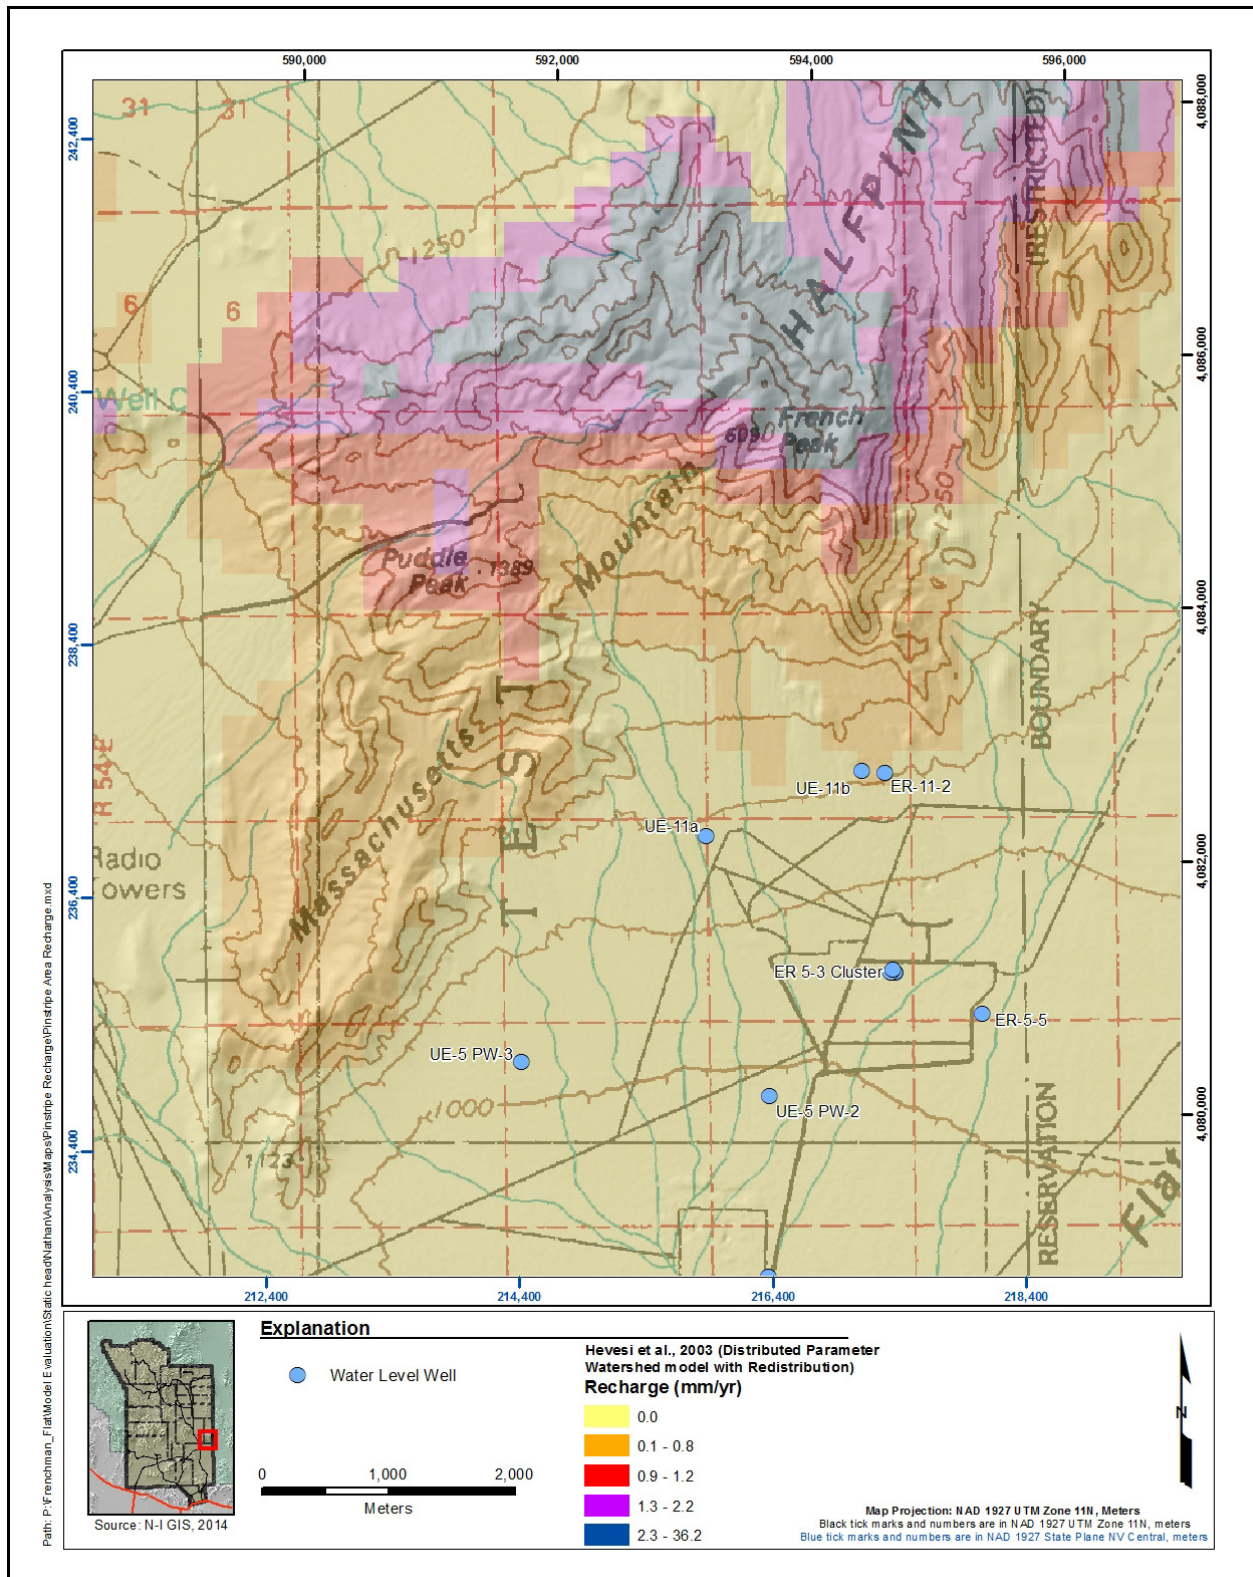 590,000
592,000
594,000
596,000
4,088,000
4,086,000
4,084,000
4,082,000
4,080,000
242,400
240,400
238,400
236,400
234,400
31
31
1250
HALFPINT
(RESTRICTED)
6
6
Well C
French
Peak
1250
Puddle
Peak
1389
Massachusetts Mountain
TEST
BOUNDARY
R 54 E
UE-11b
ER-11-2
UE-11a
Radio
Towers
ER 5-3 Cluster
ER-5-5
UE-5 PW-3
UE-5 PW-2
1000
1123
RESERVATION
Fla
212,400
214,400
216,400
218,400
Path: P:\Frenchman_Flat\Model Evaluation\Static head\Nathan\Analysis\Maps\Pinstripe Recharge\Pinstripe Area Recharge.mxd
Source: N-I GIS, 2014
Explanation
Water Level Well
0 1,000 2,000
Meters
Hevesi et al., 2003 (Distributed Parameter
Watershed model with Redistribution)
Recharge (mm/yr)
0.0
0.1 - 0.8
0.9 - 1.2
1.3 - 2.2
2.3 - 36.2
N
Map Projection: NAD 1927 UTM Zone 11N, Meters
Black tick marks and numbers are in NAD 1927 UTM Zone 11N, meters
Blue tick marks and numbers are in NAD 1927 State Plane NV Central, meters